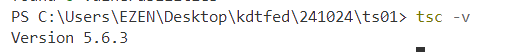 PS C:\Users\EZEN\Desktop\kdtfed\241024\ts01> tsc -v
Version 5.6.3